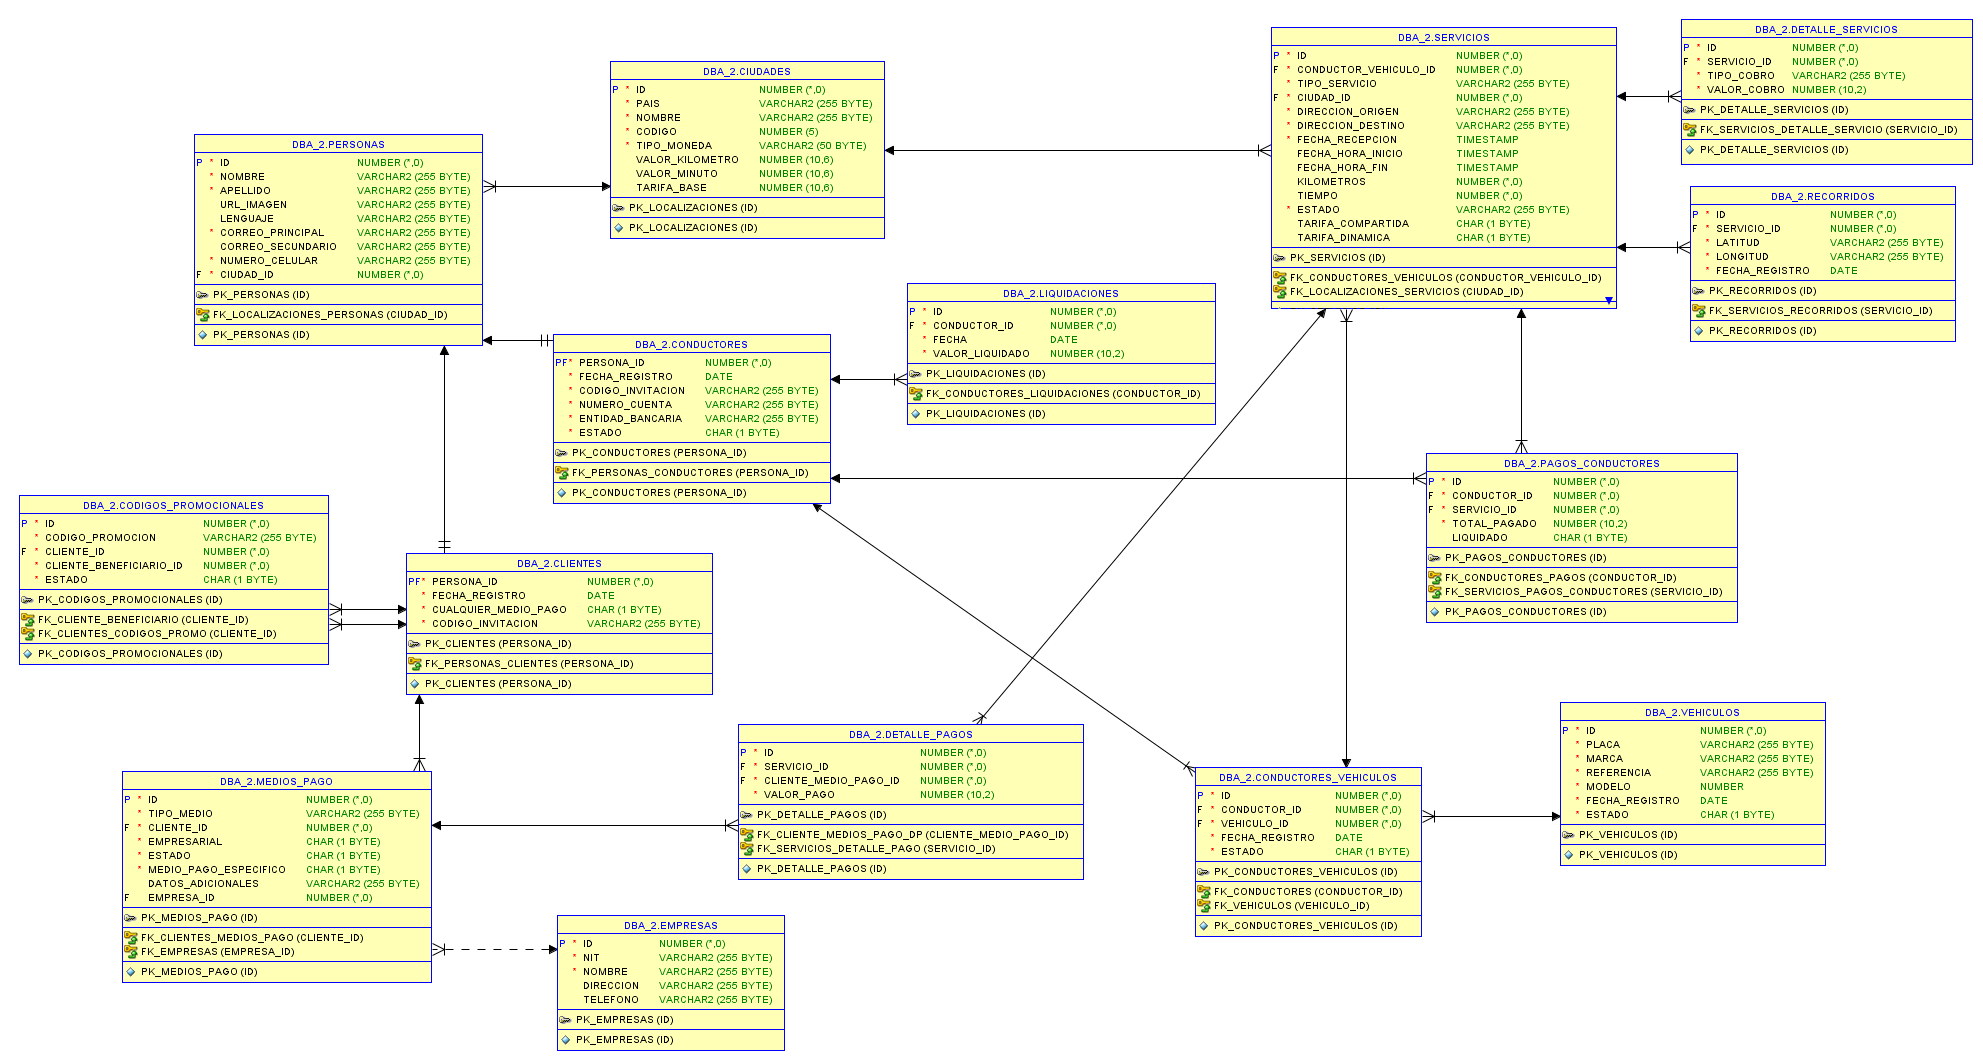 DBA_2.PERSONAS
P * ID NUMBER (*,0)
* NOMBRE VARCHAR2 (255 BYTE)
* APELLIDO VARCHAR2 (255 BYTE)
URL_IMAGEN VARCHAR2 (255 BYTE)
LENGUAJE VARCHAR2 (255 BYTE)
* CORREO_PRINCIPAL VARCHAR2 (255 BYTE)
CORREO_SECUNDARIO VARCHAR2 (255 BYTE)
* NUMERO_CELULAR VARCHAR2 (255 BYTE)
F * CIUDAD_ID NUMBER (*,0)
PK_PERSONAS (ID)
FK_LOCALIZACIONES_PERSONAS (CIUDAD_ID)
PK_PERSONAS (ID)
DBA_2.CIUDADES
P * ID NUMBER (*,0)
* PAIS VARCHAR2 (255 BYTE)
* NOMBRE VARCHAR2 (255 BYTE)
* CODIGO NUMBER (5)
* TIPO_MONEDA VARCHAR2 (50 BYTE)
VALOR_KILOMETRO NUMBER (10,6)
VALOR_MINUTO NUMBER (10,6)
TARIFA_BASE NUMBER (10,6)
PK_LOCALIZACIONES (ID)
PK_LOCALIZACIONES (ID)
DBA_2.SERVICIOS
P * ID NUMBER (*,0)
F * CONDUCTOR_VEHICULO_ID NUMBER (*,0)
* TIPO_SERVICIO VARCHAR2 (255 BYTE)
F * CIUDAD_ID NUMBER (*,0)
* DIRECCION_ORIGEN VARCHAR2 (255 BYTE)
* DIRECCION_DESTINO VARCHAR2 (255 BYTE)
* FECHA_RECEPCION TIMESTAMP
FECHA_HORA_INICIO TIMESTAMP
FECHA_HORA_FIN TIMESTAMP
KILOMETROS NUMBER (*,0)
TIEMPO NUMBER (*,0)
* ESTADO VARCHAR2 (255 BYTE)
TARIFA_COMPARTIDA CHAR (1 BYTE)
TARIFA_DINAMICA CHAR (1 BYTE)
PK_SERVICIOS (ID)
FK_CONDUCTORES_VEHICULOS (CONDUCTOR_VEHICULO_ID)
FK_LOCALIZACIONES_SERVICIOS (CIUDAD_ID)
DBA_2.DETALLE_SERVICIOS
P * ID NUMBER (*,0)
F * SERVICIO_ID NUMBER (*,0)
* TIPO_COBRO VARCHAR2 (255 BYTE)
* VALOR_COBRO NUMBER (10,2)
PK_DETALLE_SERVICIOS (ID)
FK_SERVICIOS_DETALLE_SERVICIO (SERVICIO_ID)
PK_DETALLE_SERVICIOS (ID)
DBA_2.RECORRIDOS
P * ID NUMBER (*,0)
F * SERVICIO_ID NUMBER (*,0)
* LATITUD VARCHAR2 (255 BYTE)
* LONGITUD VARCHAR2 (255 BYTE)
* FECHA_REGISTRO DATE
PK_RECORRIDOS (ID)
FK_SERVICIOS_RECORRIDOS (SERVICIO_ID)
PK_RECORRIDOS (ID)
DBA_2.LIQUIDACIONES
P * ID NUMBER (*,0)
F * CONDUCTOR_ID NUMBER (*,0)
* FECHA DATE
* VALOR_LIQUIDADO NUMBER (10,2)
PK_LIQUIDACIONES (ID)
FK_CONDUCTORES_LIQUIDACIONES (CONDUCTOR_ID)
PK_LIQUIDACIONES (ID)
DBA_2.CONDUCTORES
PF* PERSONA_ID NUMBER (*,0)
* FECHA_REGISTRO DATE
* CODIGO_INVITACION VARCHAR2 (255 BYTE)
* NUMERO_CUENTA VARCHAR2 (255 BYTE)
* ENTIDAD_BANCARIA VARCHAR2 (255 BYTE)
* ESTADO CHAR (1 BYTE)
PK_CONDUCTORES (PERSONA_ID)
FK_PERSONAS_CONDUCTORES (PERSONA_ID)
PK_CONDUCTORES (PERSONA_ID)
DBA_2.PAGOS_CONDUCTORES
P * ID NUMBER (*,0)
F * CONDUCTOR_ID NUMBER (*,0)
F * SERVICIO_ID NUMBER (*,0)
* TOTAL_PAGADO NUMBER (10,2)
LIQUIDADO CHAR (1 BYTE)
PK_PAGOS_CONDUCTORES (ID)
FK_CONDUCTORES_PAGOS (CONDUCTOR_ID)
FK_SERVICIOS_PAGOS_CONDUCTORES (SERVICIO_ID)
PK_PAGOS_CONDUCTORES (ID)
DBA_2.CODIGOS_PROMOCIONALES
P * ID NUMBER (*,0)
* CODIGO_PROMOCION VARCHAR2 (255 BYTE)
F * CLIENTE_ID NUMBER (*,0)
* CLIENTE_BENEFICIARIO_ID NUMBER (*,0)
* ESTADO CHAR (1 BYTE)
PK_CODIGOS_PROMOCIONALES (ID)
FK_CLIENTE_BENEFICIARIO (CLIENTE_ID)
FK_CLIENTES_CODIGOS_PROMO (CLIENTE_ID)
PK_CODIGOS_PROMOCIONALES (ID)
DBA_2.CLIENTES
PF* PERSONA_ID NUMBER (*,0)
* FECHA_REGISTRO DATE
* CUALQUIER_MEDIO_PAGO CHAR (1 BYTE)
* CODIGO_INVITACION VARCHAR2 (255 BYTE)
PK_CLIENTES (PERSONA_ID)
FK_PERSONAS_CLIENTES (PERSONA_ID)
PK_CLIENTES (PERSONA_ID)
DBA_2.MEDIOS_PAGO
P * ID NUMBER (*,0)
* TIPO_MEDIO VARCHAR2 (255 BYTE)
F * CLIENTE_ID NUMBER (*,0)
* EMPRESARIAL CHAR (1 BYTE)
* ESTADO CHAR (1 BYTE)
* MEDIO_PAGO_ESPECIFICO CHAR (1 BYTE)
DATOS_ADICIONALES VARCHAR2 (255 BYTE)
F EMPRESA_ID NUMBER (*,0)
PK_MEDIOS_PAGO (ID)
FK_CLIENTES_MEDIOS_PAGO (CLIENTE_ID)
FK_EMPRESAS (EMPRESA_ID)
PK_MEDIOS_PAGO (ID)
DBA_2.DETALLE_PAGOS
P * ID NUMBER (*,0)
F * SERVICIO_ID NUMBER (*,0)
F * CLIENTE_MEDIO_PAGO_ID NUMBER (*,0)
* VALOR_PAGO NUMBER (10,2)
PK_DETALLE_PAGOS (ID)
FK_CLIENTE_MEDIOS_PAGO_DP (CLIENTE_MEDIO_PAGO_ID)
FK_SERVICIOS_DETALLE_PAGO (SERVICIO_ID)
PK_DETALLE_PAGOS (ID)
DBA_2.CONDUCTORES_VEHICULOS
P * ID NUMBER (*,0)
F * CONDUCTOR_ID NUMBER (*,0)
F * VEHICULO_ID NUMBER (*,0)
* FECHA_REGISTRO DATE
* ESTADO CHAR (1 BYTE)
PK_CONDUCTORES_VEHICULOS (ID)
FK_CONDUCTORES (CONDUCTOR_ID)
FK_VEHICULOS (VEHICULO_ID)
PK_CONDUCTORES_VEHICULOS (ID)
DBA_2.VEHICULOS
P * ID NUMBER (*,0)
* PLACA VARCHAR2 (255 BYTE)
* MARCA VARCHAR2 (255 BYTE)
* REFERENCIA VARCHAR2 (255 BYTE)
* MODELO NUMBER
* FECHA_REGISTRO DATE
* ESTADO CHAR (1 BYTE)
PK_VEHICULOS (ID)
PK_VEHICULOS (ID)
DBA_2.EMPRESAS
P * ID NUMBER (*,0)
* NIT VARCHAR2 (255 BYTE)
* NOMBRE VARCHAR2 (255 BYTE)
DIRECCION VARCHAR2 (255 BYTE)
TELEFONO VARCHAR2 (255 BYTE)
PK_EMPRESAS (ID)
PK_EMPRESAS (ID)